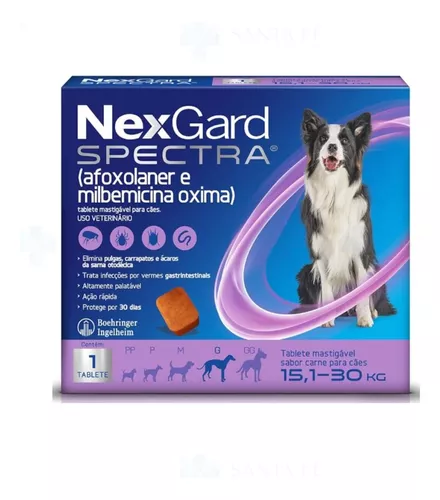 SANTVET
NexGard
SPECTRA®
(afoxolaner e
milbemicina oxima)
tablete mastigável para cães.
USO VETERINÁRIO
• Elimina pulgas, carrapatos e ácaros
da sarna otodécica
• Trata infecções por vermes gastrintestinais
• Altamente palatável
• Ação rápida
• Protege por 30 dias
Boehringer
Ingelheim
Contém:
1
TABLETE
PP P M G GG
Tablete mastigável
sabor carne para cães
15,1–30 KG